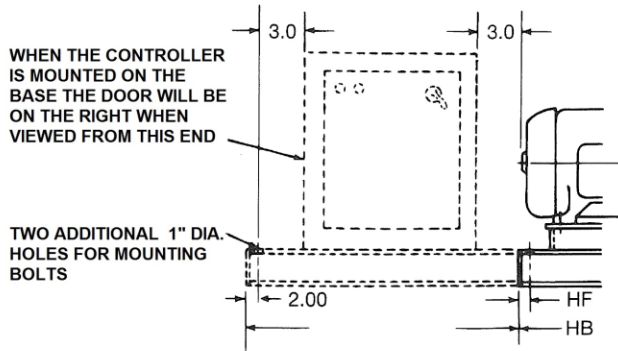 3.0
3.0
WHEN THE CONTROLLER
IS MOUNTED ON THE
BASE THE DOOR WILL BE
ON THE RIGHT WHEN
VIEWED FROM THIS END
TWO ADDITIONAL 1" DIA.
HOLES FOR MOUNTING
BOLTS
2.00
HF
HB